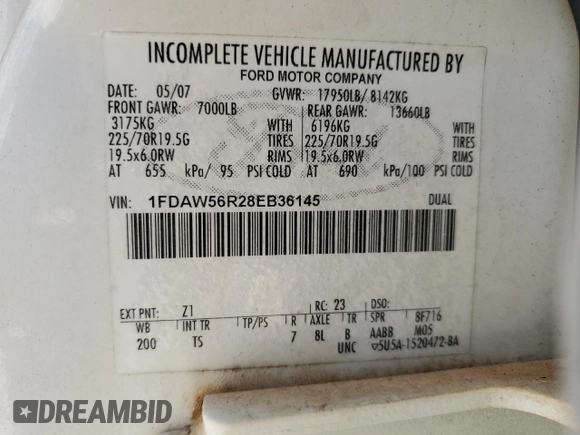 INCOMPLETE VEHICLE MANUFACTURED BY
FORD MOTOR COMPANY
DATE: 05/07 GVWR: 17950LB/ 8142KG
FRONT GAWR: 7000LB REAR GAWR: 13660LB
3175KG WITH 6196KG WITH
225/70R19.5G TIRES 225/70R19.5G TIRES
19.5x6.0RW RIMS 19.5x6.0RW RIMS
AT 655 kPa/ 95 PSI COLD AT 690 kPa/100 PSI COLD
VIN: 1FDAW56R28EB36145 DUAL
EXT PNT: Z1 RC: 23 DSO:
WB INT TR TP/PS R AXLE TR SPR 8F716
200 TS 7 8L B AABB M05
UNC 5U5A-1520472-BA
DREAMBID